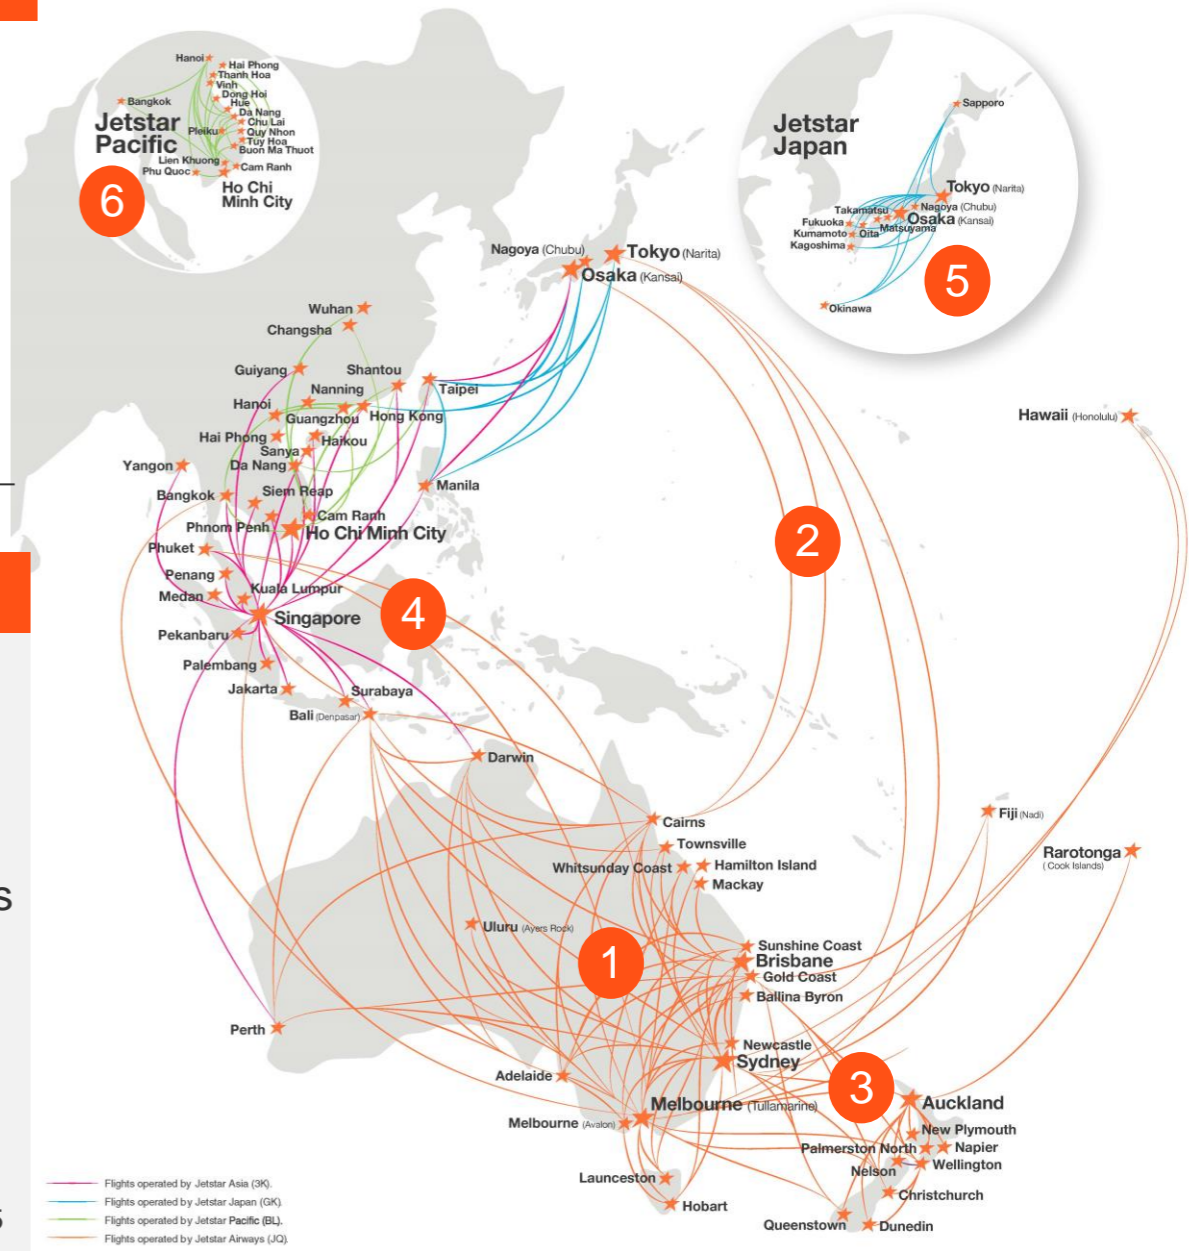 Hanoi
Hai Phong
Thanh Hoa
Vinh
Dong Hoi
Hue
Bangkok
Da Nang
Chu Lai
Jetstar
Pacific
Pleiku
Quy Nhon
Tuy Hoa
Buon Ma Thuot
Lien Khuong
Cam Ranh
Phu Quoc
Ho Chi
Minh City
6
Jetstar
Japan
Sapporo
Tokyo (Narita)
Nagoya (Chubu)
Takamatsu
Osaka (Kansai)
Fukuoka
Matsuyama
Kumamoto
Oita
Kagoshima
5
Okinawa
Nagoya (Chubu)
Tokyo (Narita)
Osaka (Kansai)
Wuhan
Changsha
Guiyang
Shantou
Taipei
Nanning
Hanoi
Guangzhou
Hong Kong
Hawaii (Honolulu)
Hai Phong
Haikou
Sanya
Yangon
Da Nang
Manila
Bangkok
Siem Reap
Cam Ranh
Phnom Penh
Ho Chi Minh City
2
Phuket
Penang
Kuala Lumpur
Medan
Singapore
4
Pekanbaru
Palembang
Jakarta
Surabaya
Bali (Denpasar)
Darwin
Cairns
Fiji (Nadi)
Townsville
Rarotonga
( Cook Islands)
Whitsunday Coast
Hamilton Island
Mackay
s
Uluru (Ayers Rock)
1
Sunshine Coast
Brisbane
Gold Coast
Ballina Byron
Perth
Newcastle
Sydney
Adelaide
3
Melbourne (Tullamarine)
Auckland
Melbourne (Avalon)
New Plymouth
Palmerston North
Napier
Nelson
Wellington
Launceston
Christchurch
Hobart
Queenstown
Dunedin
Flights operated by Jetstar Asia (3K).
Flights operated by Jetstar Japan (GK).
Flights operated by Jetstar Pacific (BL).
Flights operated by Jetstar Airways (JQ).